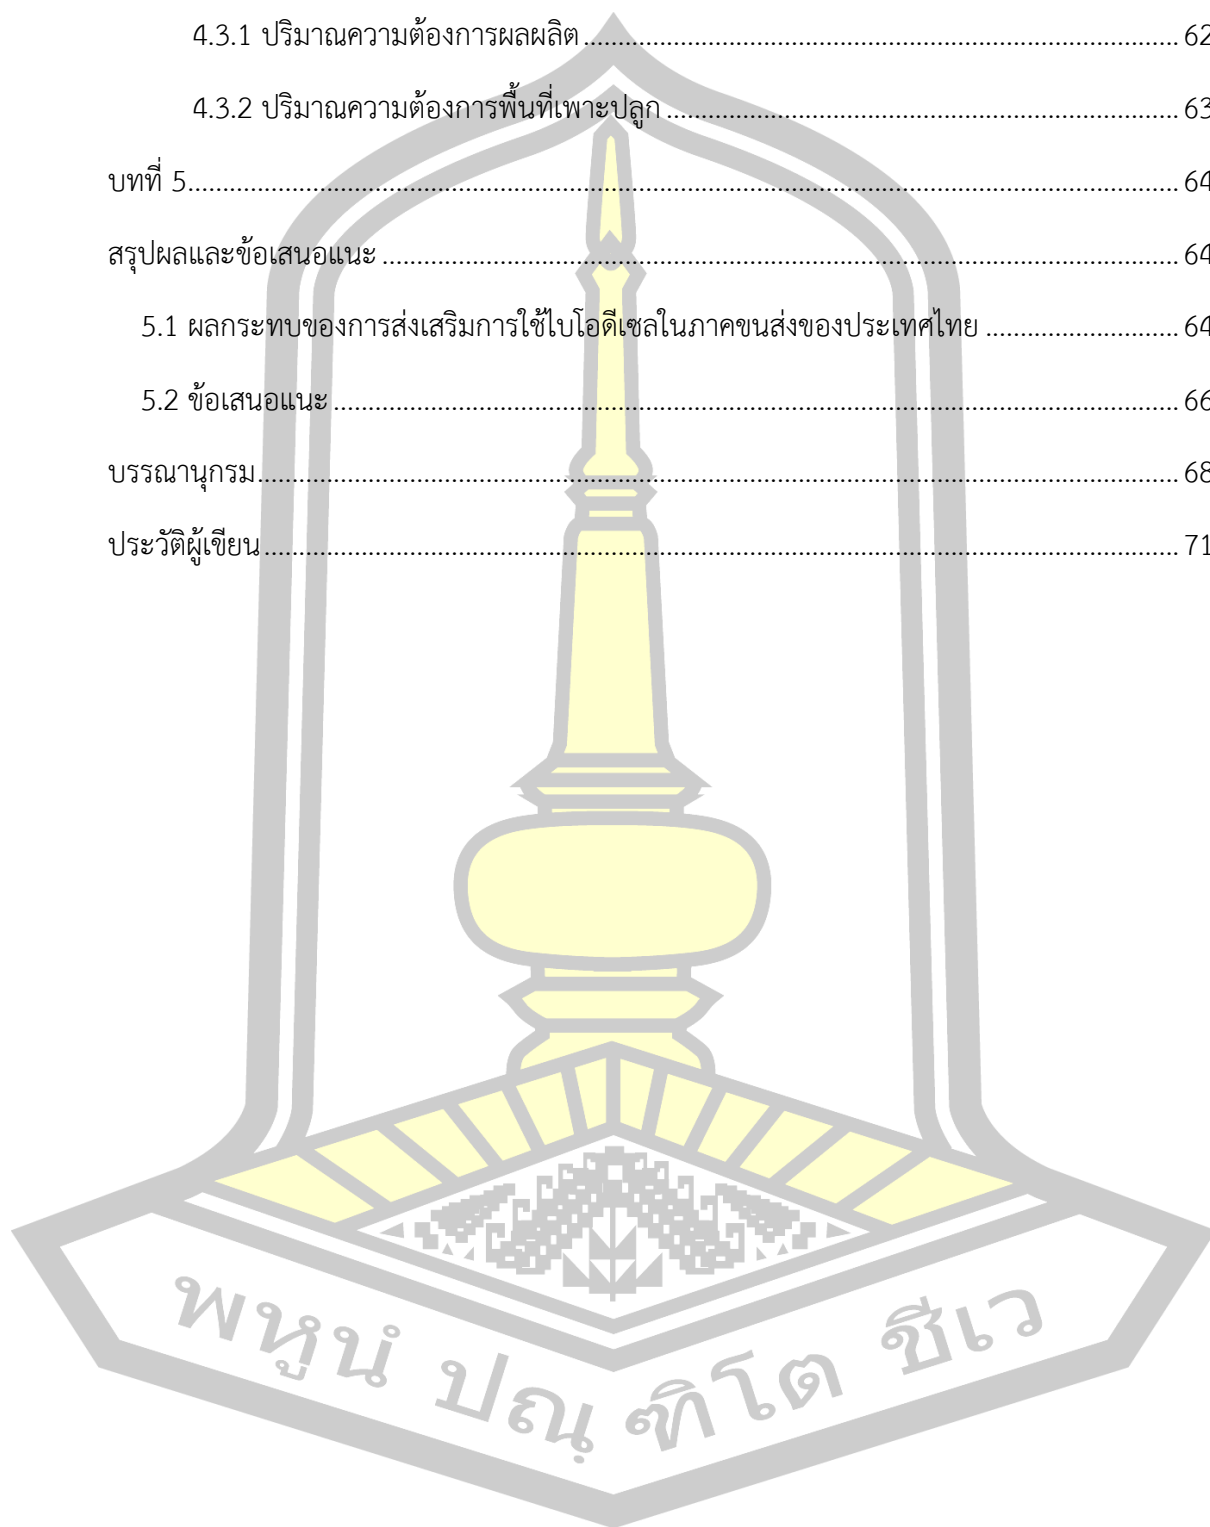 4.3.1 ปริมาณความต้องการผลผลิต ........................................................................ 62
4.3.2 ปริมาณความต้องการพื้นที่เพาะปลูก ............................................................... 63
บทที่ 5........................................................................................................................ 64
สรุปผลและข้อเสนอแนะ ................................................................................................ 64
5.1 ผลกระทบของการส่งเสริมการใช้ไบโอดีเซลในภาคขนส่งของประเทศไทย ....................... 64
5.2 ข้อเสนอแนะ ..................................................................................................... 66
บรรณานุกรม................................................................................................................ 68
ประวัติผู้เขียน ............................................................................................................... 71
พหูนํ ปณฺฑิโต ชีเว